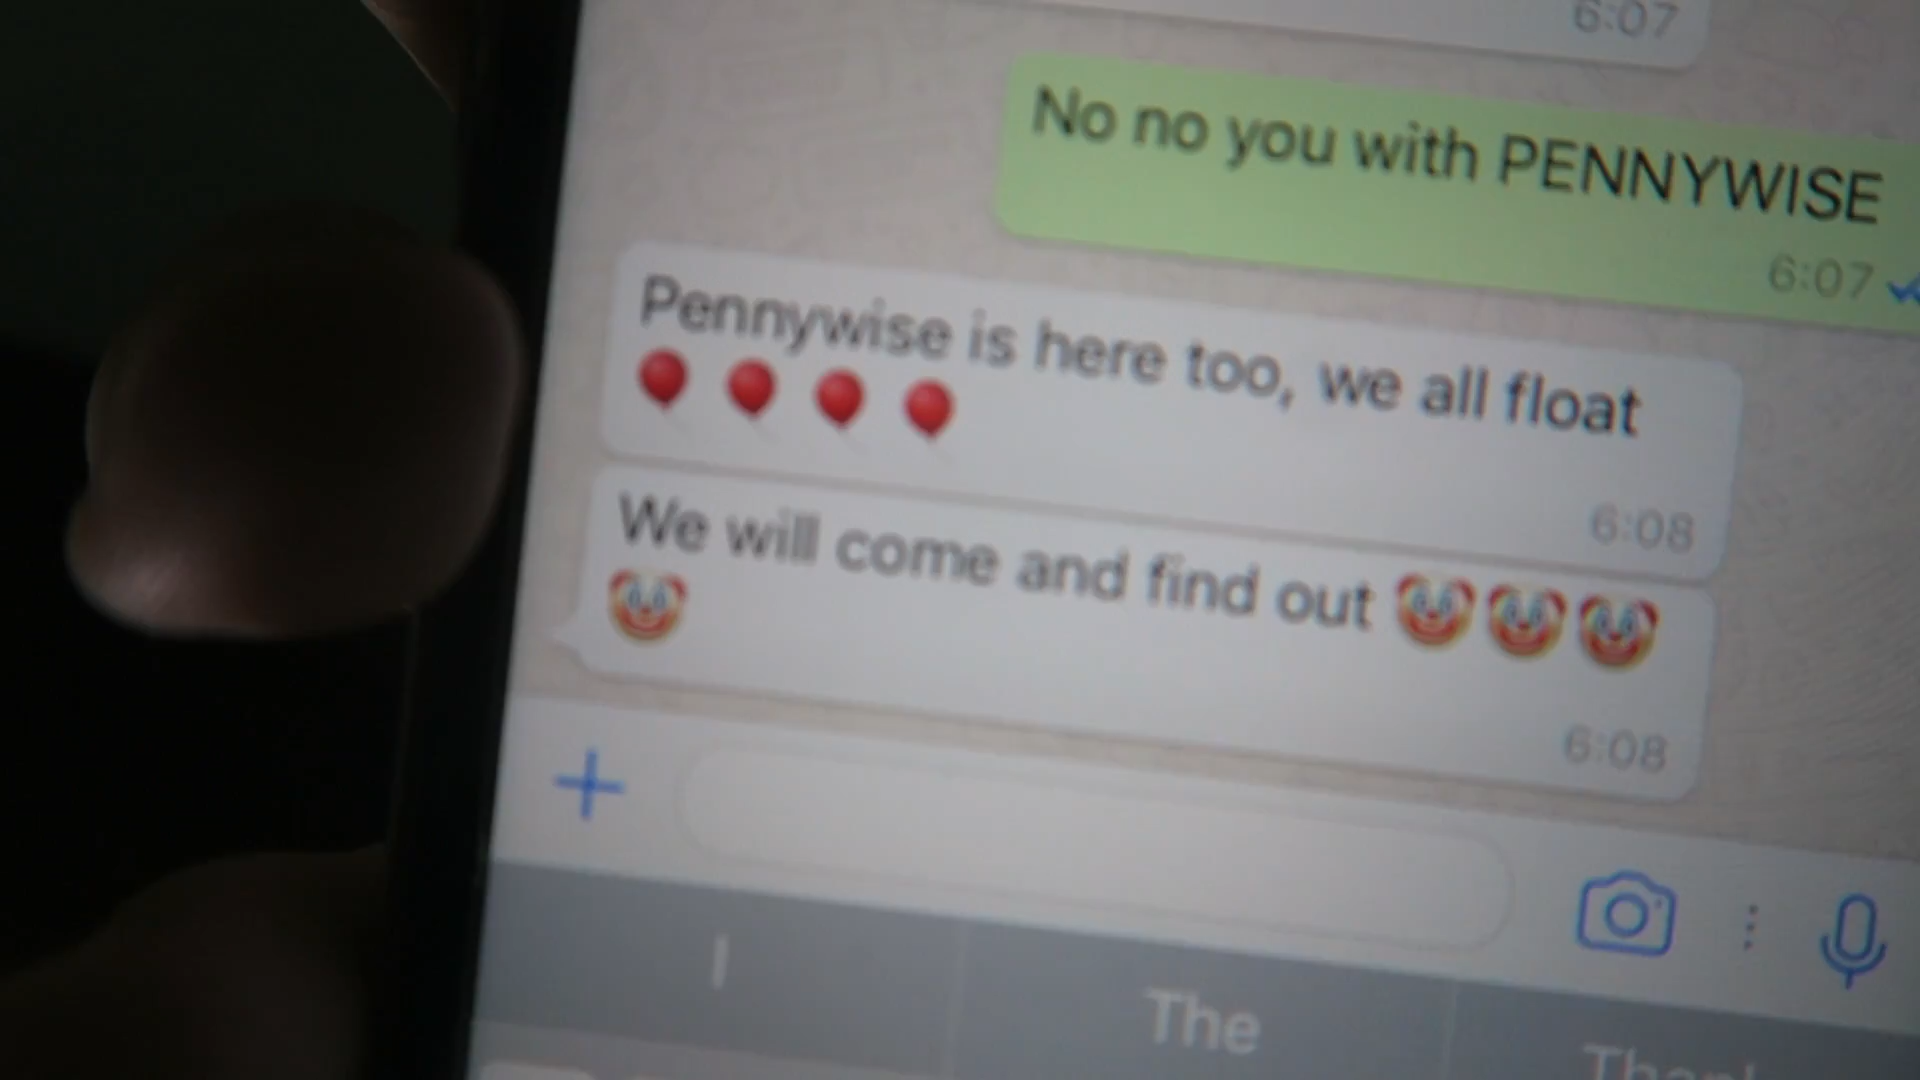 6:07
No no you with PENNYWISE
6:07
Pennywise is here too, we all float
🎈 🎈 🎈 🎈
6:08
We will come and find out 🤡🤡🤡
🤡
6:08
I
The